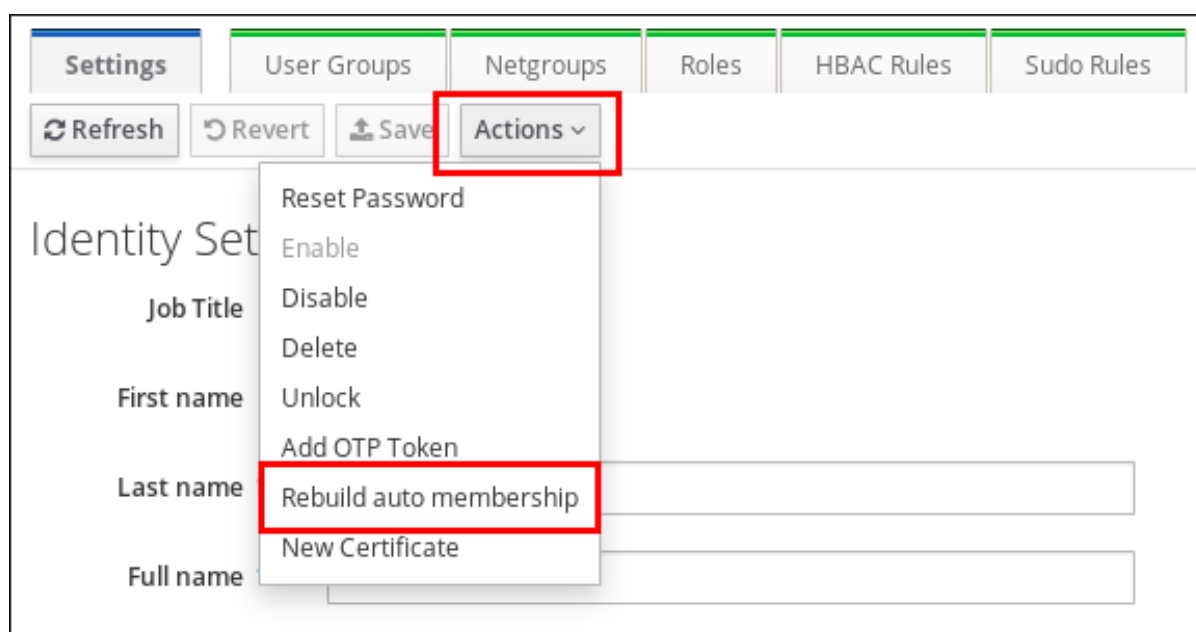 Settings User Groups Netgroups Roles HBAC Rules Sudo Rules
Refresh Revert Save Actions
Reset Password
Identity Set
Enable
Job Title Disable
Delete
First name Unlock
Add OTP Token
Last name Rebuild auto membership
New Certificate
Full name